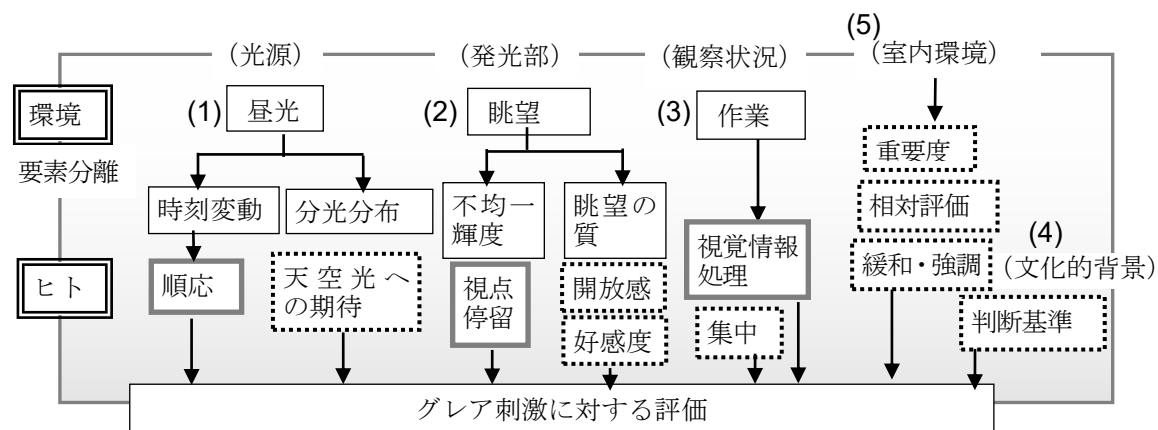 (5)
（光源）
（発光部）
（観察状況）
（室内環境）
環境
(1)
昼光
(2)
眺望
(3)
作業
要素分離
重要度
時刻変動
分光分布
不均一
輝度
眺望の
質
相対評価
視覚情報
処理
(4)
緩和・強調
（文化的背景）
ヒト
順応
天空光へ
の期待
視点
停留
開放感
好感度
集中
判断基準
グレア刺激に対する評価